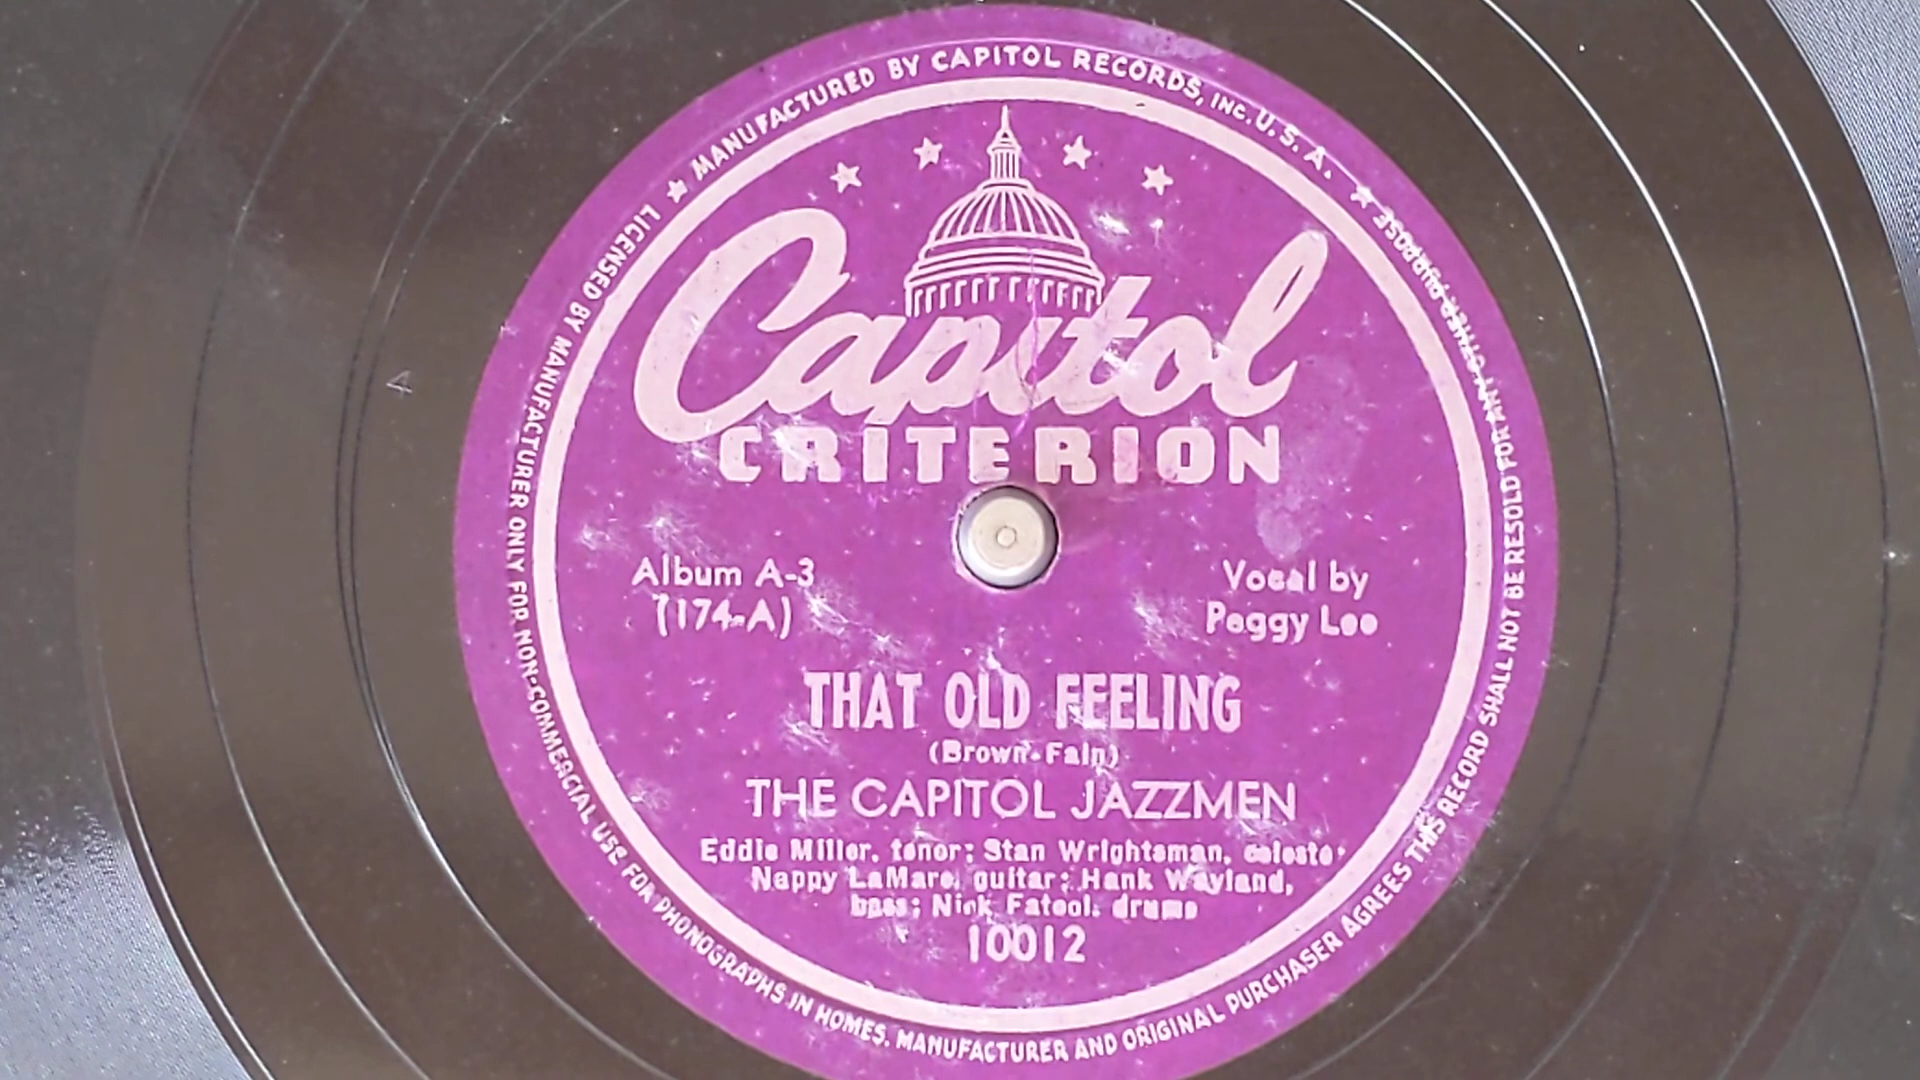 MANUFACTURED BY CAPITOL RECORDS, INC. U. S. A.
Capitol
CRITERION
Album A-3
(174-A)
Vocal by
Peggy Lee
THAT OLD FEELING
(Brown-Fain)
THE CAPITOL JAZZMEN
Eddie Miller, tenor; Stan Wrightsman, celeste;
Nappy LaMare, guitar; Hank Wayland,
bass; Nick Fatool, drums
10012
LICENSED BY MANUFACTURER ONLY FOR NON-COMMERCIAL USE FOR PHONOGRAPHS IN HOMES. MANUFACTURER AND ORIGINAL PURCHASER AGREES THIS RECORD SHALL NOT BE RESOLD FOR ANY OTHER PURPOSE
4